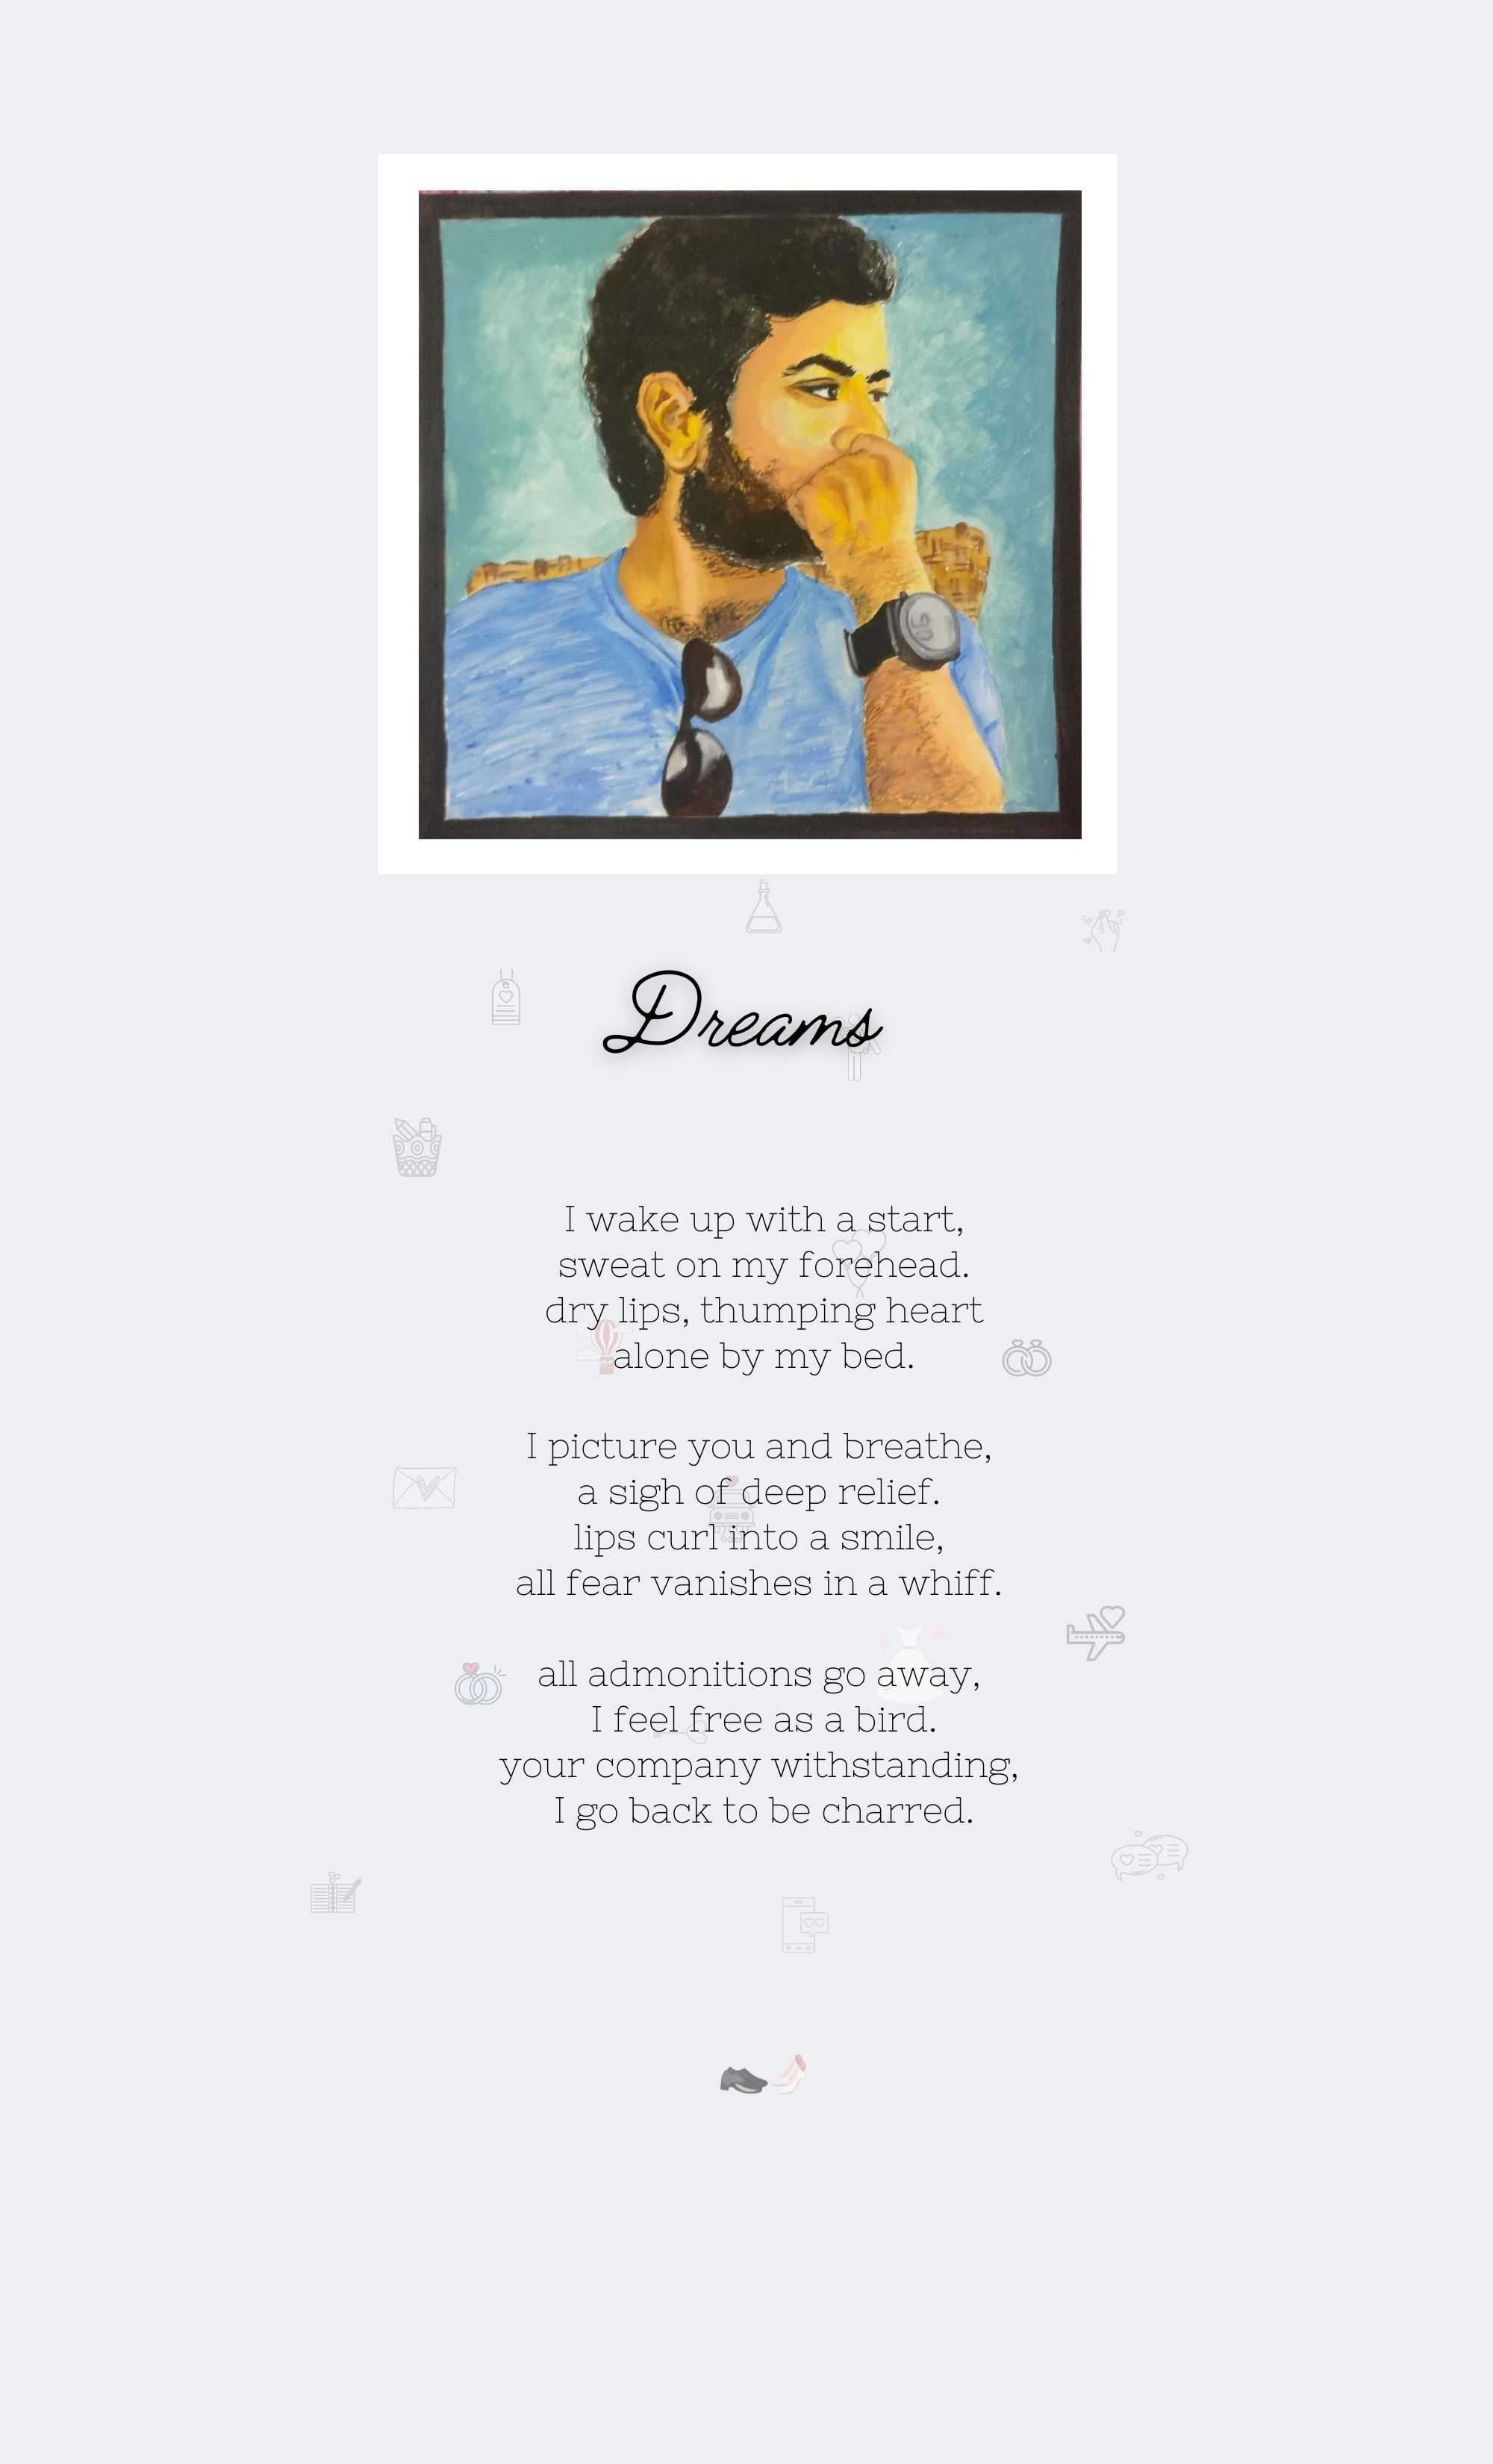 Dreams
I wake up with a start,
sweat on my forehead.
dry lips, thumping heart
alone by my bed.
I picture you and breathe,
a sigh of deep relief.
lips curl into a smile,
all fear vanishes in a whiff.
all admonitions go away,
I feel free as a bird.
your company withstanding,
I go back to be charred.